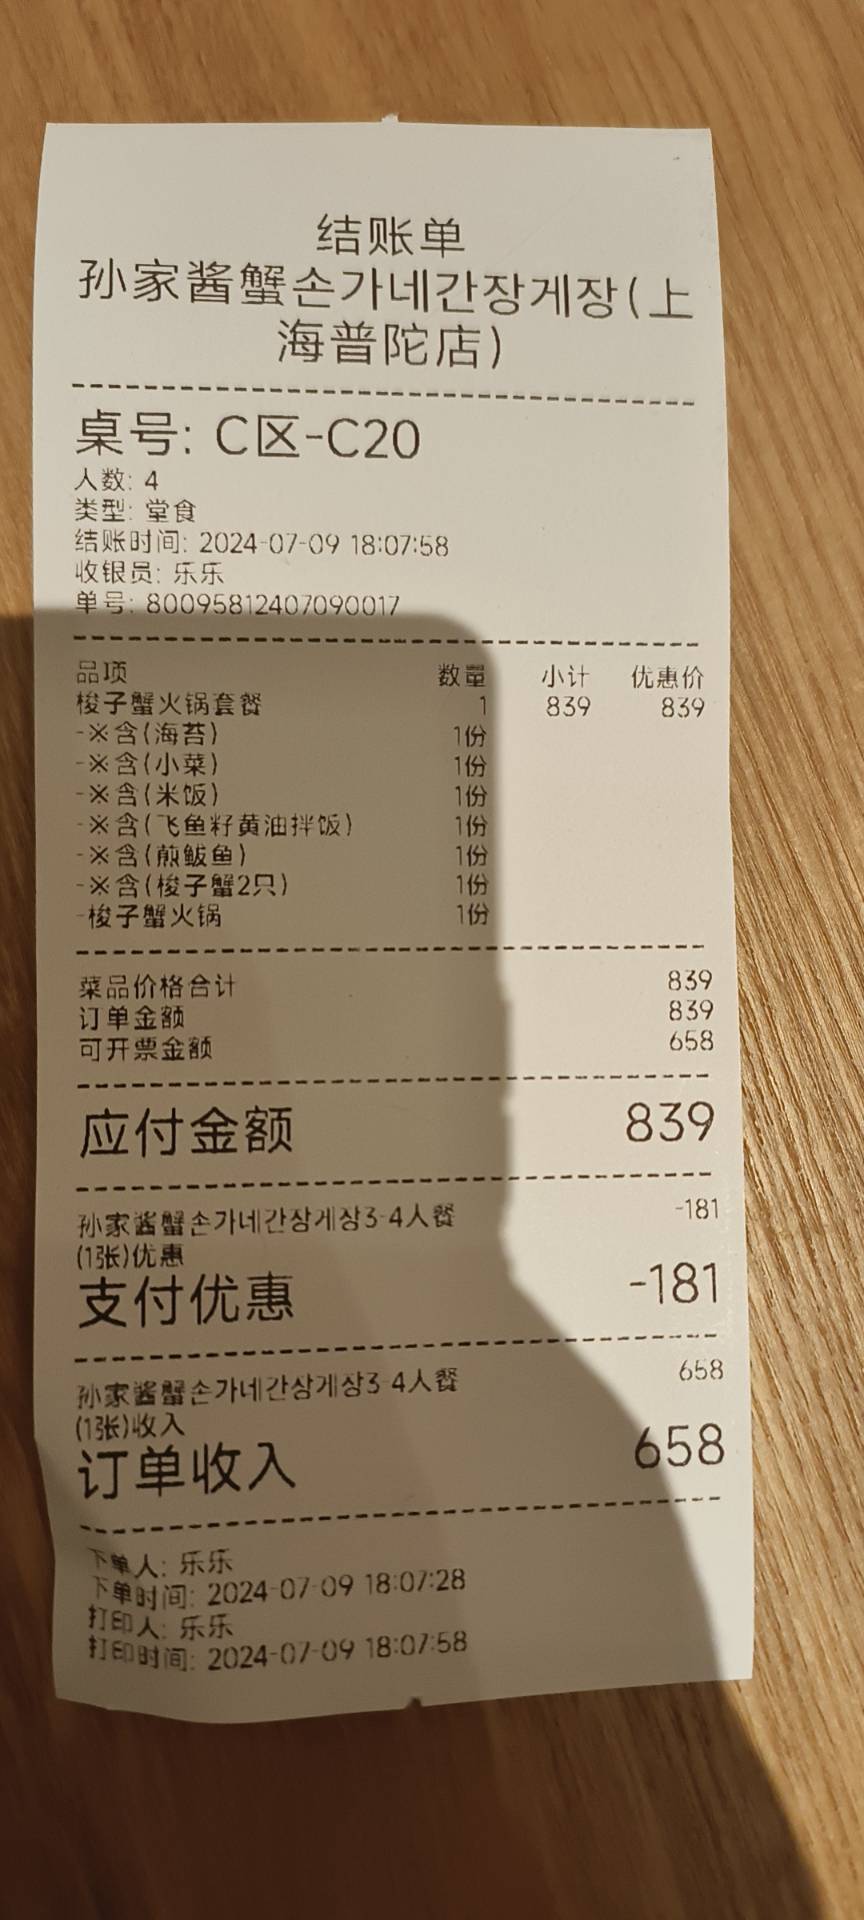 结账单
孙家酱蟹손가네간장게장(上
海普陀店)
桌号: C区-C20
人数: 4
类型: 堂食
结账时间: 2024-07-09 18:07:58
收银员: 乐乐
单号: 80095812407090017
品项 数量 小计 优惠价
梭子蟹火锅套餐 1 839 839
-※含(海苔) 1份
-※含(小菜) 1份
-※含(米饭) 1份
-※含(飞鱼籽黄油拌饭) 1份
-※含(煎鲅鱼) 1份
-※含(梭子蟹2只) 1份
-梭子蟹火锅 1份
菜品价格合计 839
订单金额 839
可开票金额 658
应付金额 839
孙家酱蟹손가네간장게장3-4人餐 -181
(1张)优惠
支付优惠 -181
孙家酱蟹손가네간장게장3-4人餐 658
(1张)收入
订单收入 658
下单人: 乐乐
下单时间: 2024-07-09 18:07:28
打印人: 乐乐
打印时间: 2024-07-09 18:07:58